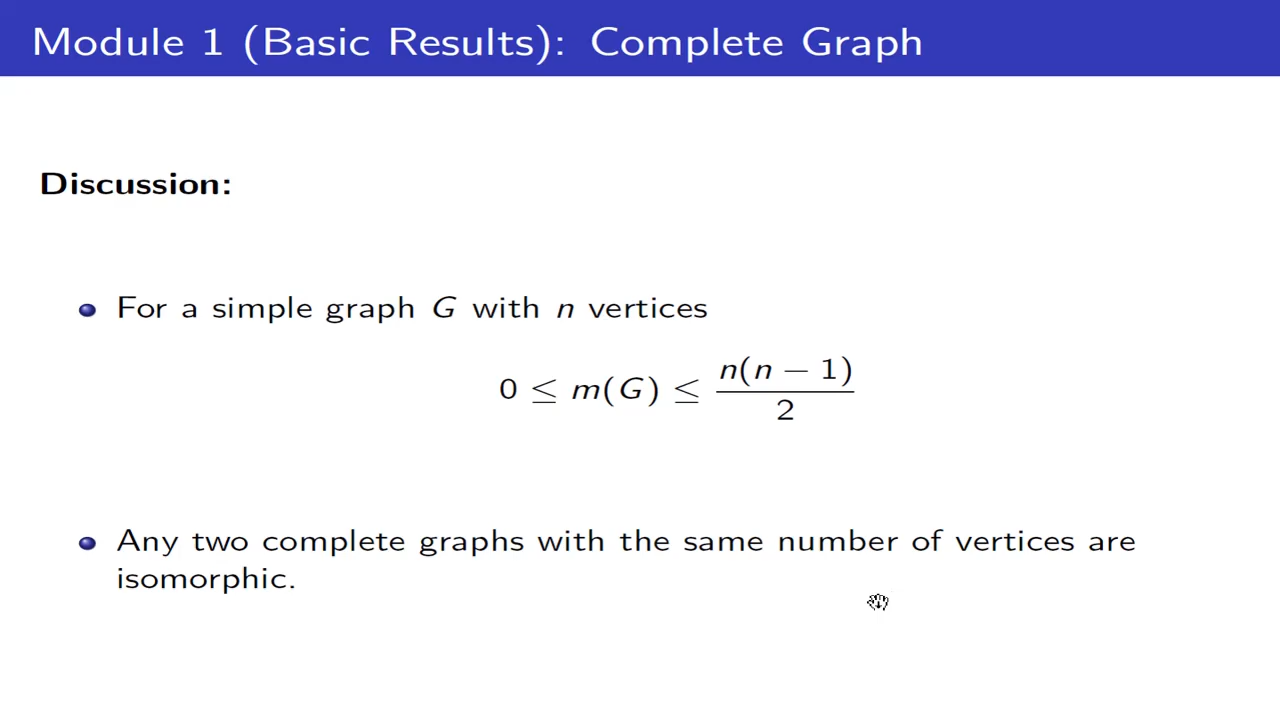 Module 1 (Basic Results): Complete Graph
Discussion:
For a simple graph G with n vertices
0 ≤ m(G) ≤ n(n − 1)/2
Any two complete graphs with the same number of vertices are
isomorphic.